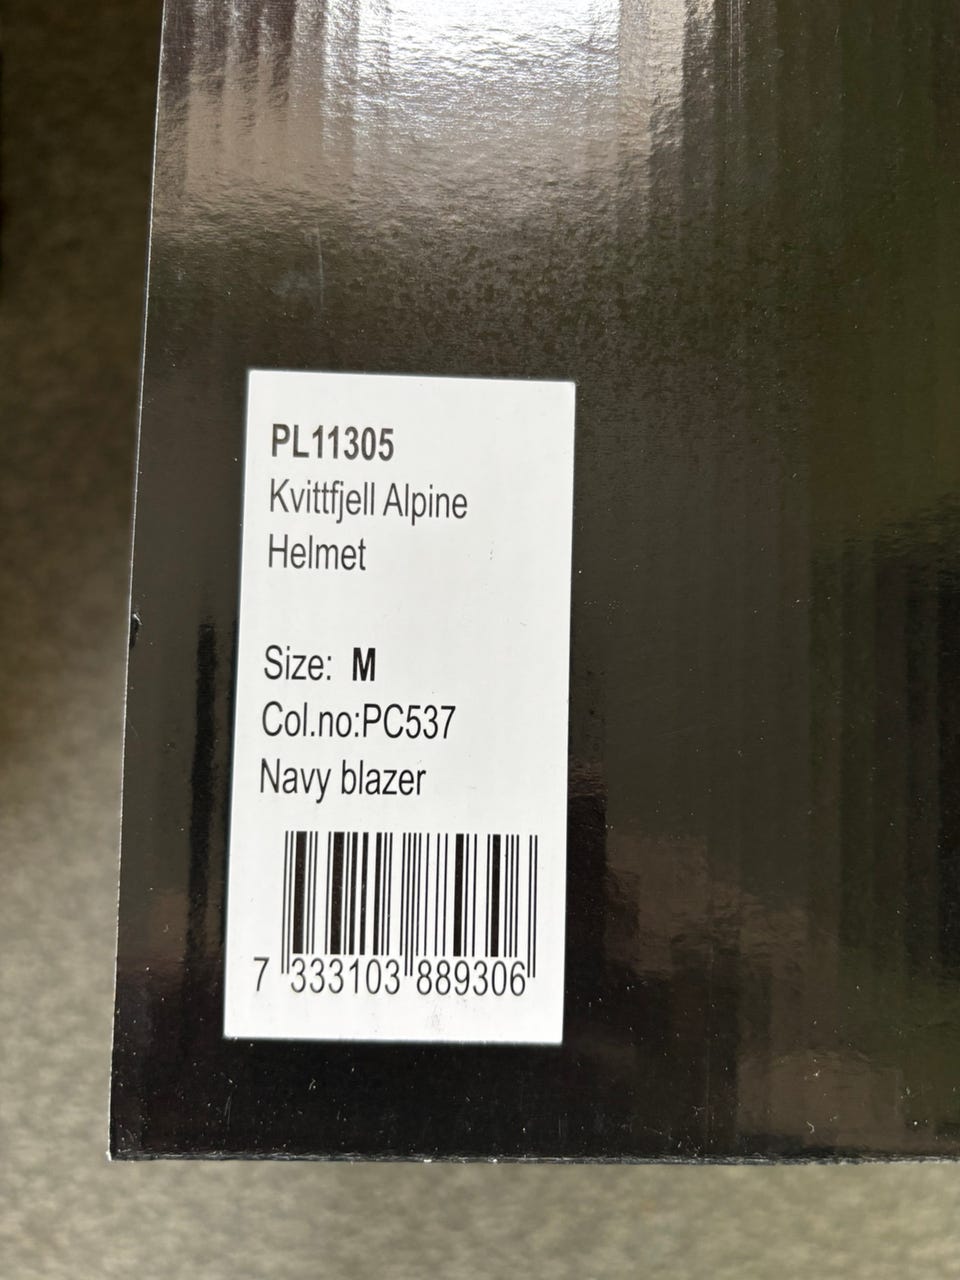 PL11305
Kvittfjell Alpine
Helmet
Size: M
Col.no:PC537
Navy blazer
7 333103 889306